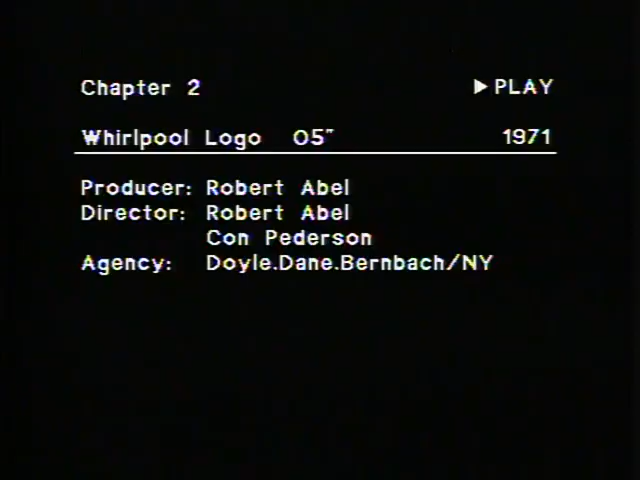 Chapter 2 ▶PLAY
Whirlpool Logo 05" 1971
Producer: Robert Abel
Director: Robert Abel
Con Pederson
Agency: Doyle.Dane.Bernbach/NY